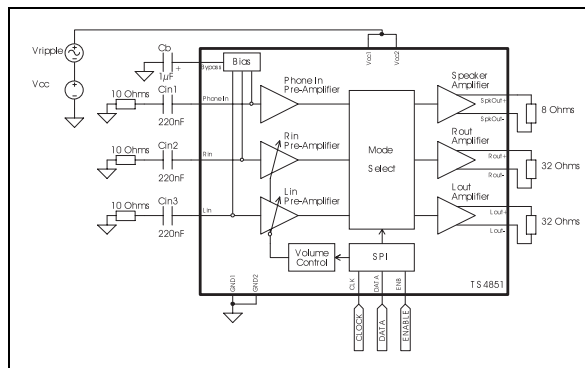 Vripple
Vcc
Cb
1µF
+
Bypass
Bias
Vcc1
Vcc2
10 Ohms
Cin1
220nF
Phone In
Phone In
Pre-Amplifier
Speaker
Amplifier
SpkOut+
SpkOut-
8 Ohms
10 Ohms
Cin2
220nF
Rin
Rin
Pre-Amplifier
Mode
Select
Rout
Amplifier
Rout+
Rout-
32 Ohms
10 Ohms
Cin3
220nF
Lin
Lin
Pre-Amplifier
Lout
Amplifier
Lout+
Lout-
32 Ohms
Volume
Control
SPI
GND1
GND2
CLK
DATA
ENB
TS4851
CLOCK
DATA
ENABLE